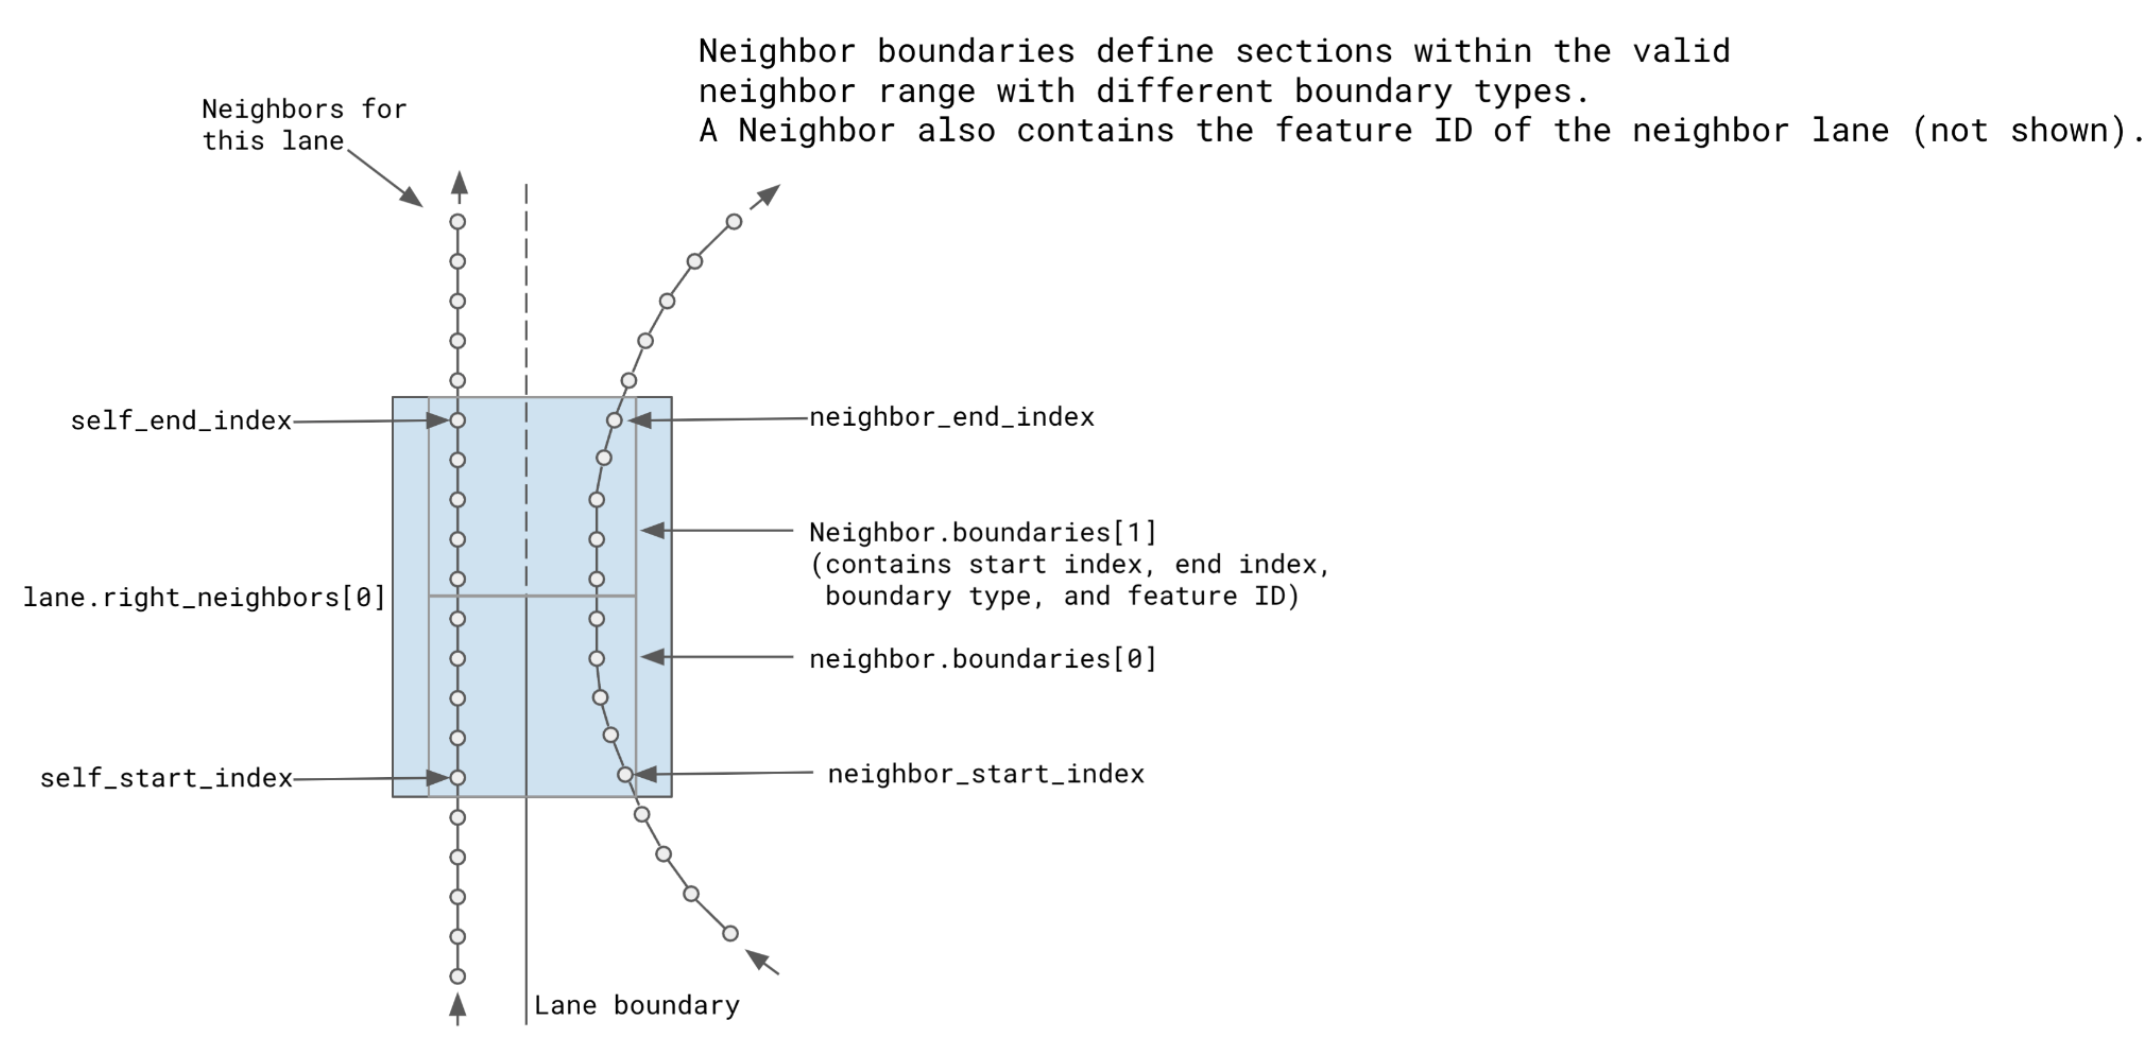 Neighbor boundaries define sections within the valid
neighbor range with different boundary types.
A Neighbor also contains the feature ID of the neighbor lane (not shown).
Neighbors for
this lane
self_end_index
neighbor_end_index
Neighbor.boundaries[1]
(contains start index, end index,
boundary type, and feature ID)
lane.right_neighbors[0]
neighbor.boundaries[0]
self_start_index
neighbor_start_index
Lane boundary